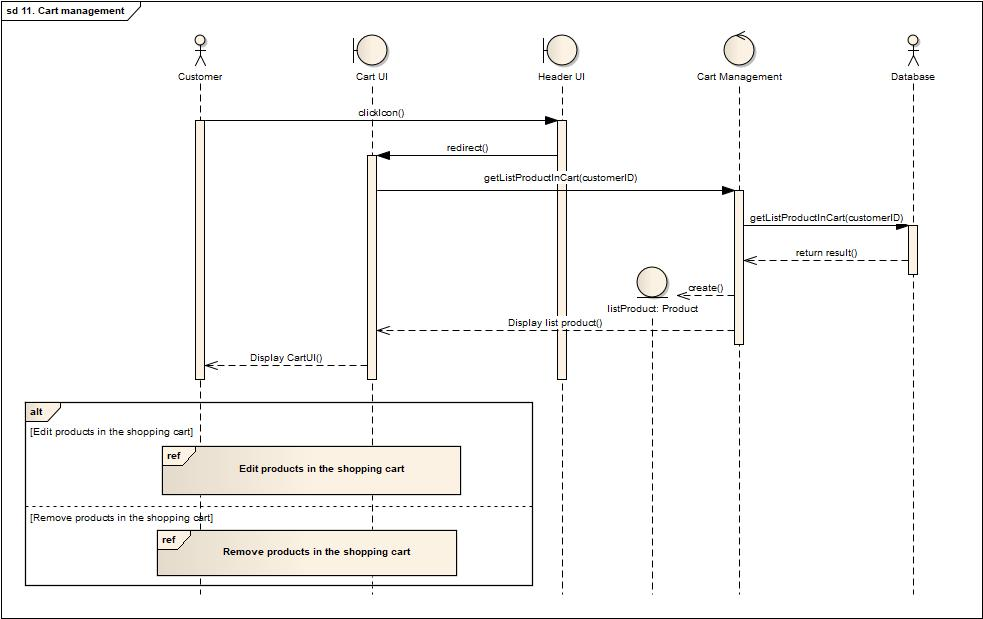 sd 11. Cart management
Customer
Cart UI
Header UI
Cart Management
Database
clickIcon()
redirect()
getListProductInCart(customerID)
getListProductInCart(customerID)
return result()
create()
listProduct: Product
Display list product()
Display CartUI()
alt
[Edit products in the shopping cart]
ref
Edit products in the shopping cart
[Remove products in the shopping cart]
ref
Remove products in the shopping cart